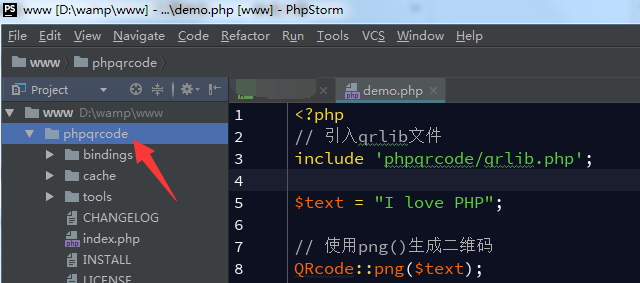 PS www [D:\wamp\www] - ...\demo.php [www] - PhpStorm
File Edit View Navigate Code Refactor Run Tools VCS Window Help
www phpqrcode
Project demo.php
www D:\wamp\www
phpqrcode
bindings
cache
tools
CHANGELOG
index.php
INSTALL
LICENSE
1 <?php
2 // 引入qrlib文件
3 include 'phpqrcode/qrlib.php';
4
5 $text = "I love PHP";
6
7 // 使用png()生成二维码
8 QRcode::png($text);